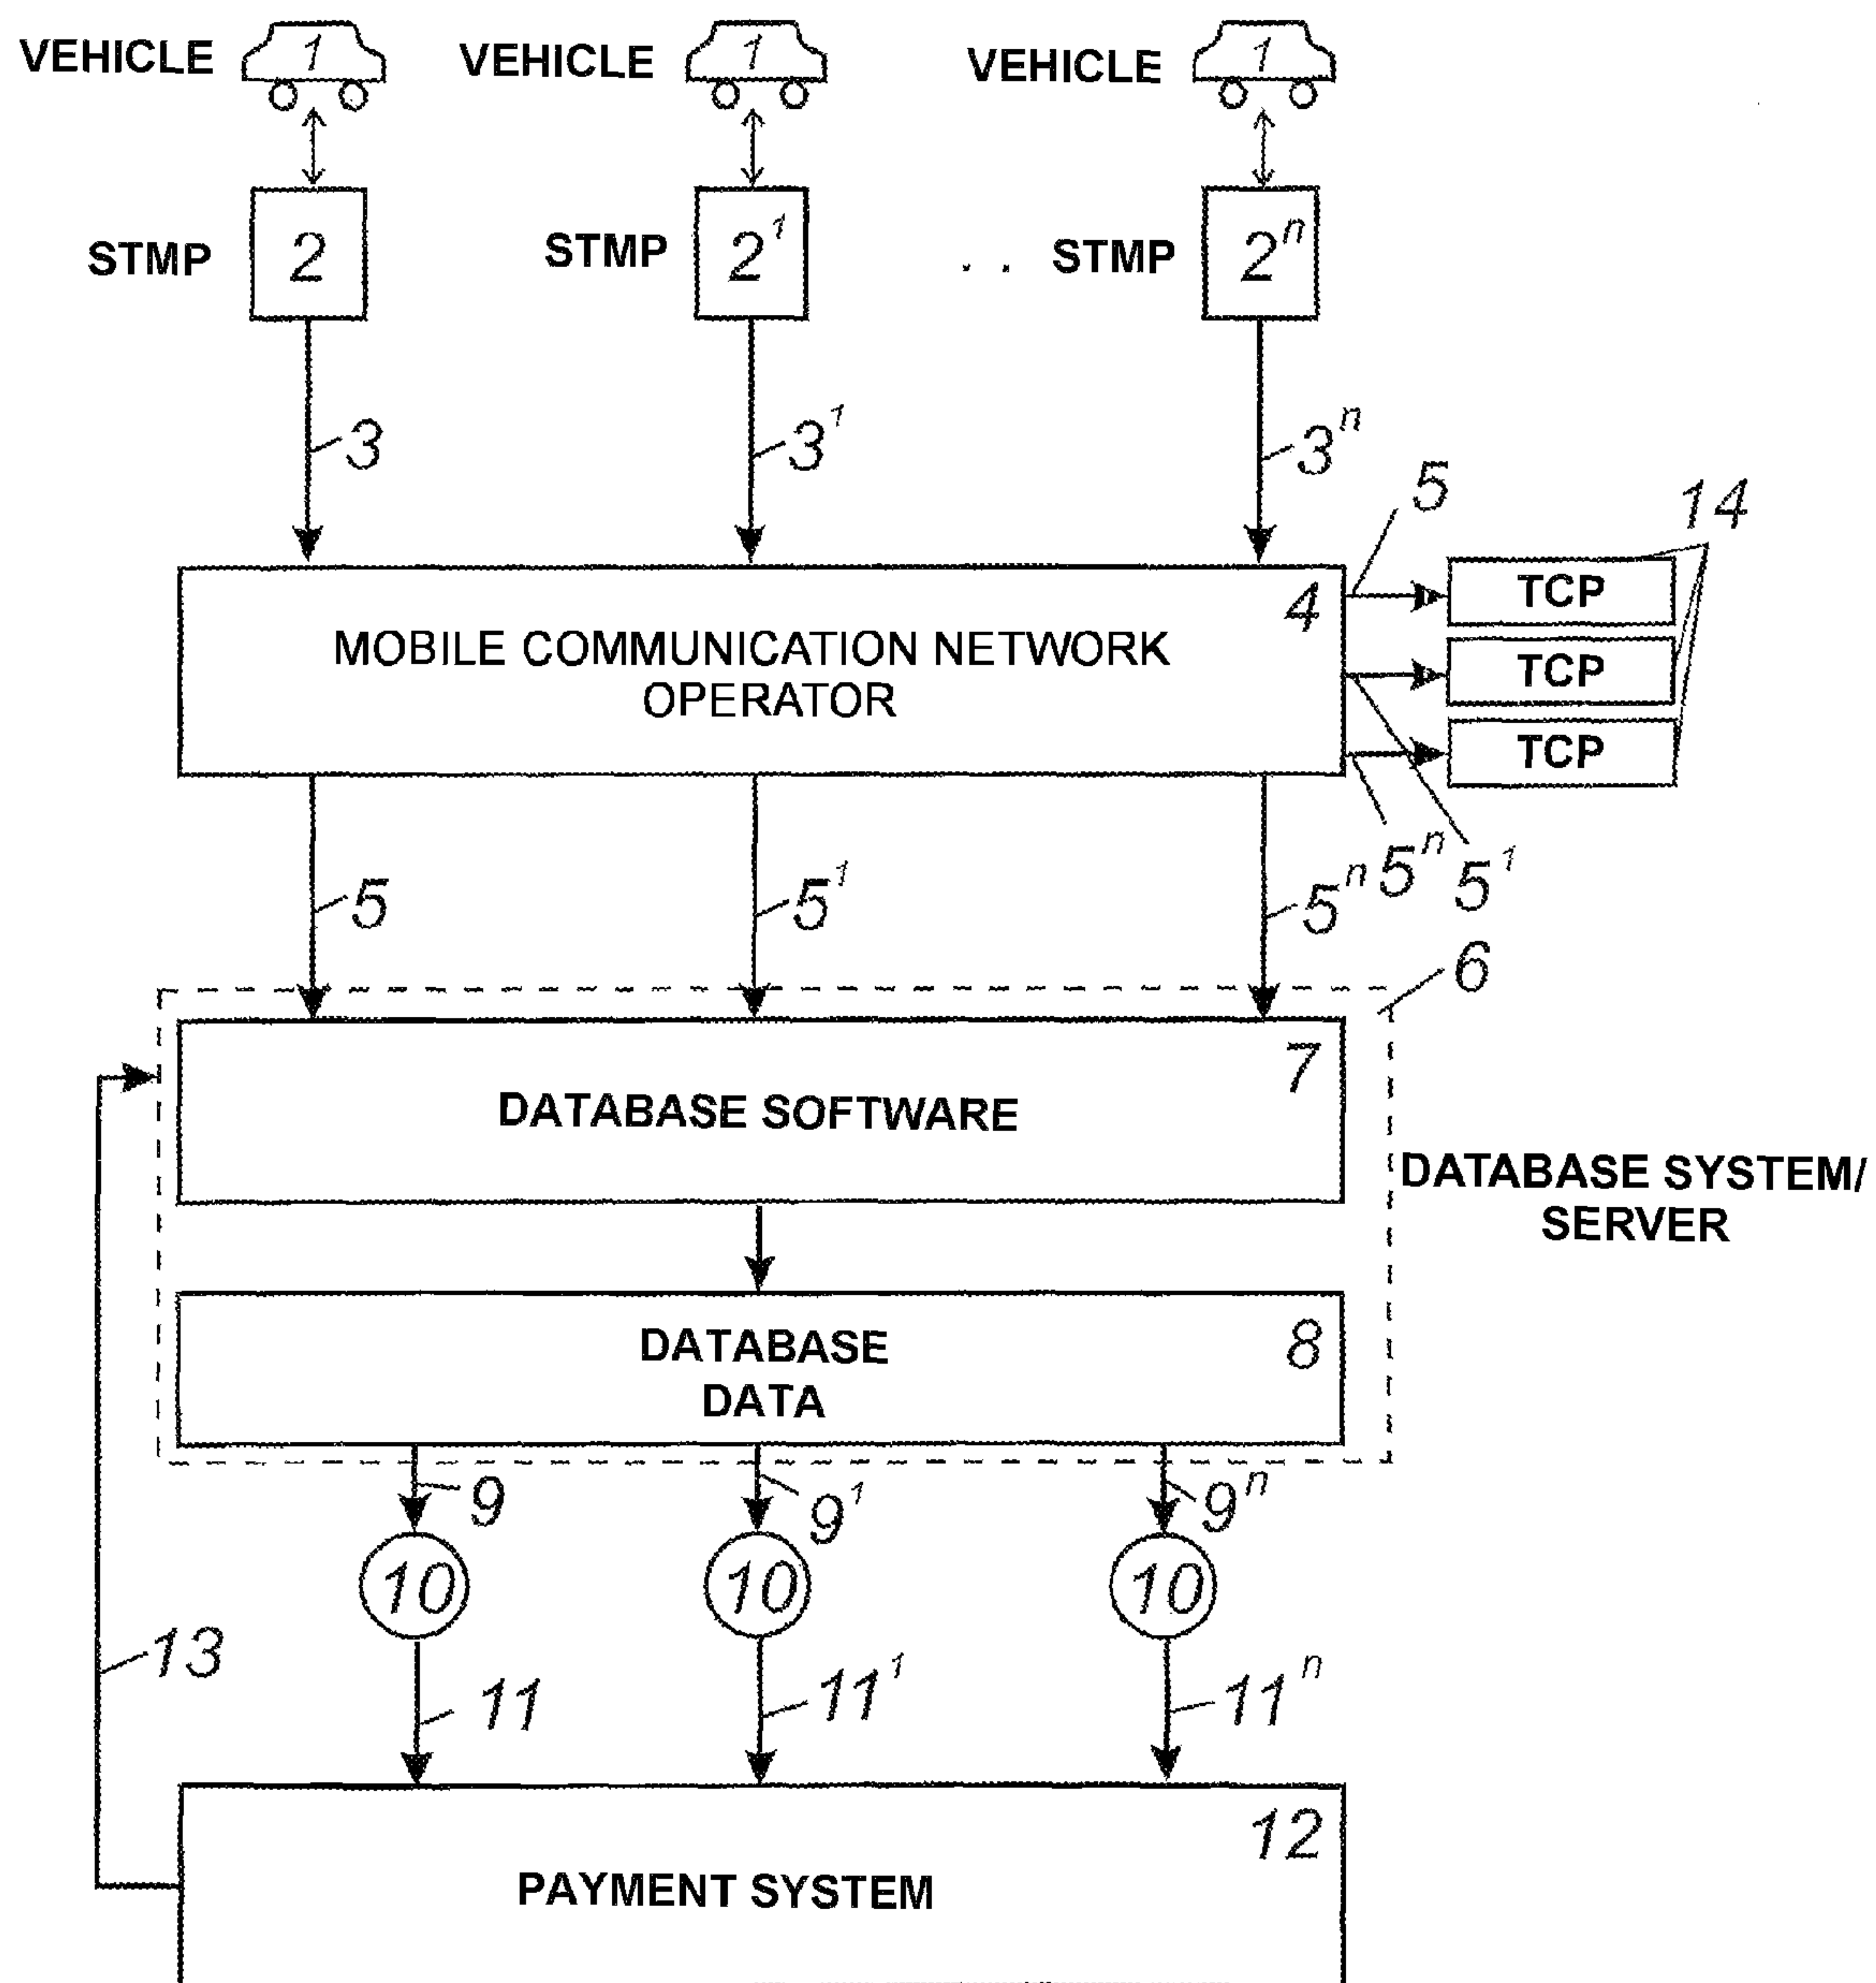 VEHICLE 1 VEHICLE 1 VEHICLE 1
STMP 2 STMP 2¹ . . STMP 2ⁿ
3 3¹ 3ⁿ
5 14
4 TCP
MOBILE COMMUNICATION NETWORK
OPERATOR
TCP
TCP
5 5¹ 5ⁿ 5ⁿ 5¹
6
7
DATABASE SOFTWARE
DATABASE SYSTEM/
SERVER
8
DATABASE
DATA
9 9¹ 9ⁿ
10 10 10
13 11 11¹ 11ⁿ
12
PAYMENT SYSTEM